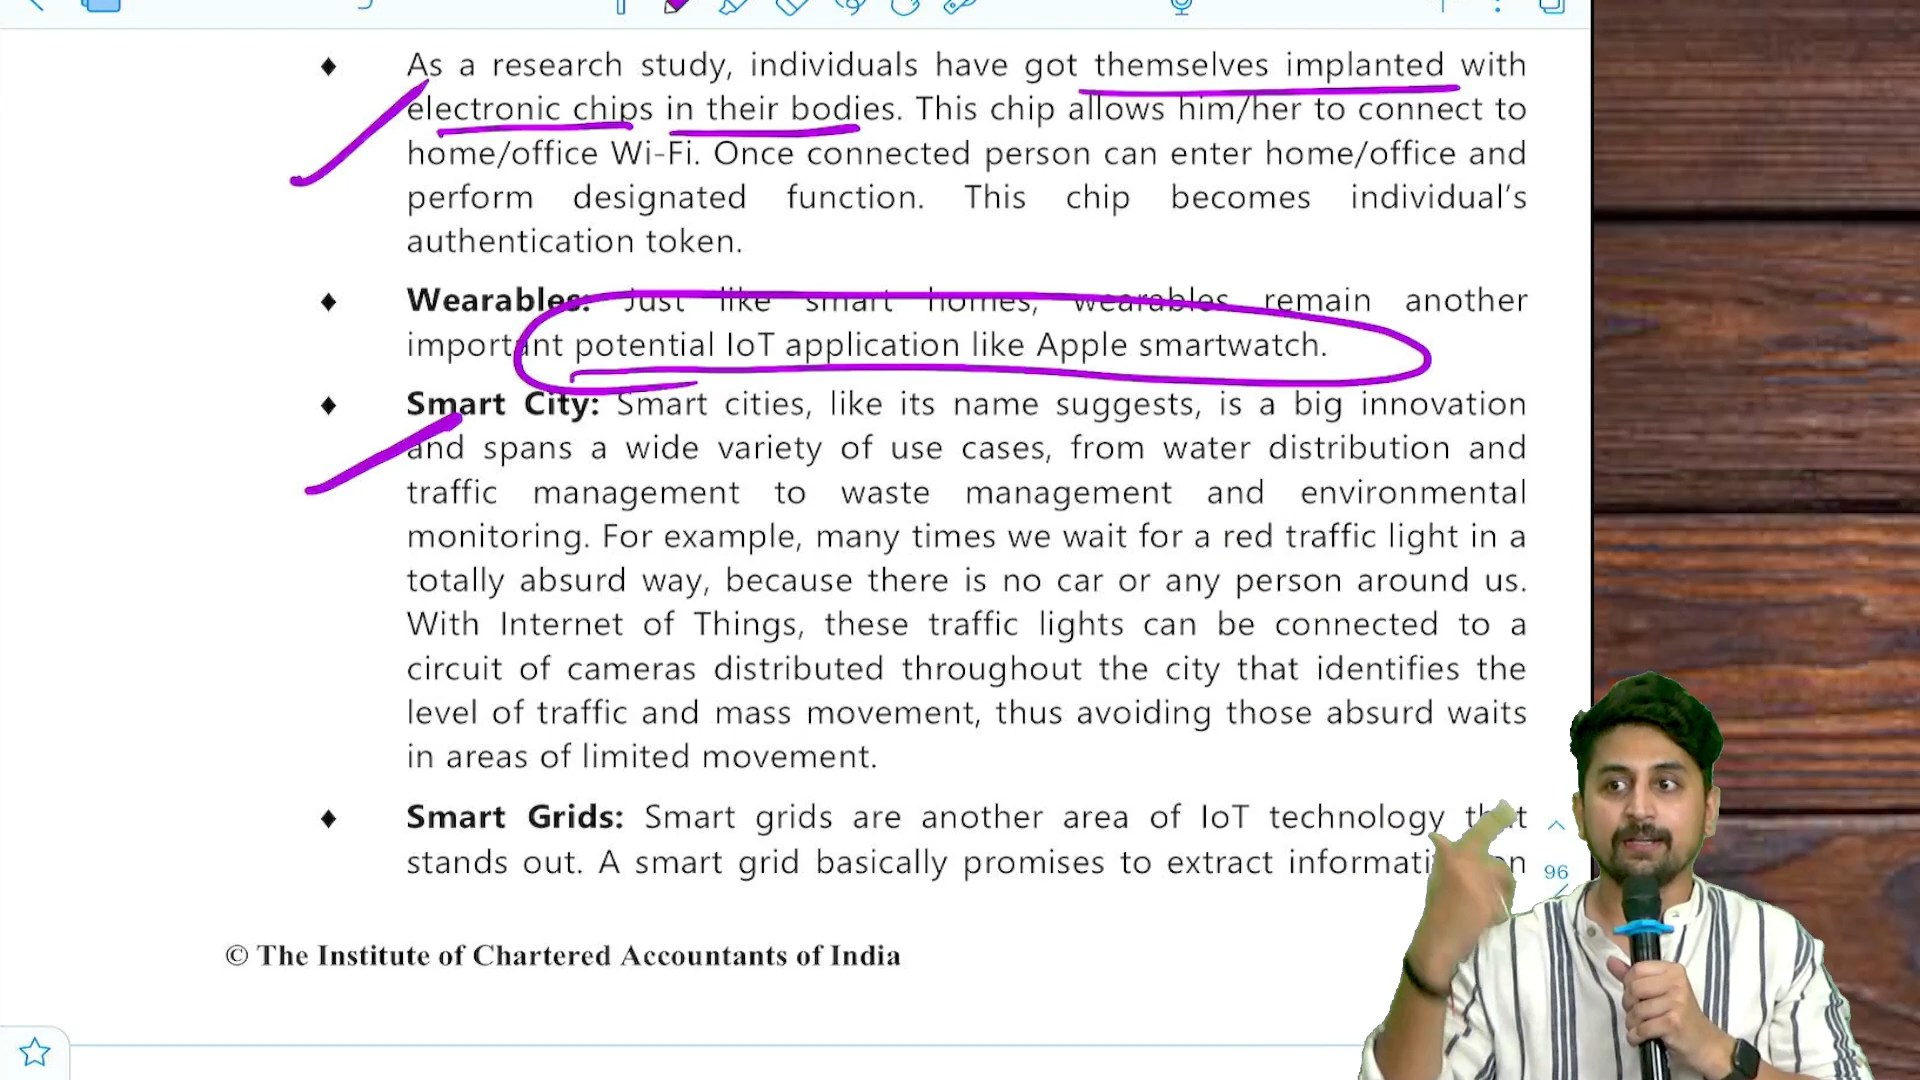 ♦ As a research study, individuals have got themselves implanted with
electronic chips in their bodies. This chip allows him/her to connect to
home/office Wi-Fi. Once connected person can enter home/office and
perform designated function. This chip becomes individual's
authentication token.
♦ Wearables: Just like smart homes, wearables remain another
important potential IoT application like Apple smartwatch.
♦ Smart City: Smart cities, like its name suggests, is a big innovation
and spans a wide variety of use cases, from water distribution and
traffic management to waste management and environmental
monitoring. For example, many times we wait for a red traffic light in a
totally absurd way, because there is no car or any person around us.
With Internet of Things, these traffic lights can be connected to a
circuit of cameras distributed throughout the city that identifies the
level of traffic and mass movement, thus avoiding those absurd waits
in areas of limited movement.
♦ Smart Grids: Smart grids are another area of IoT technology
stands out. A smart grid basically promises to extract
96
© The Institute of Chartered Accountants of India